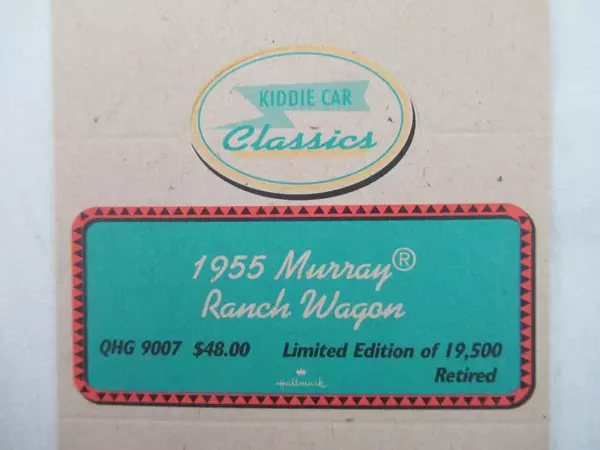 KIDDIE CAR
Classics
1955 Murray®
Ranch Wagon
QHG 9007 $48.00 Limited Edition of 19,500
Retired
Hallmark